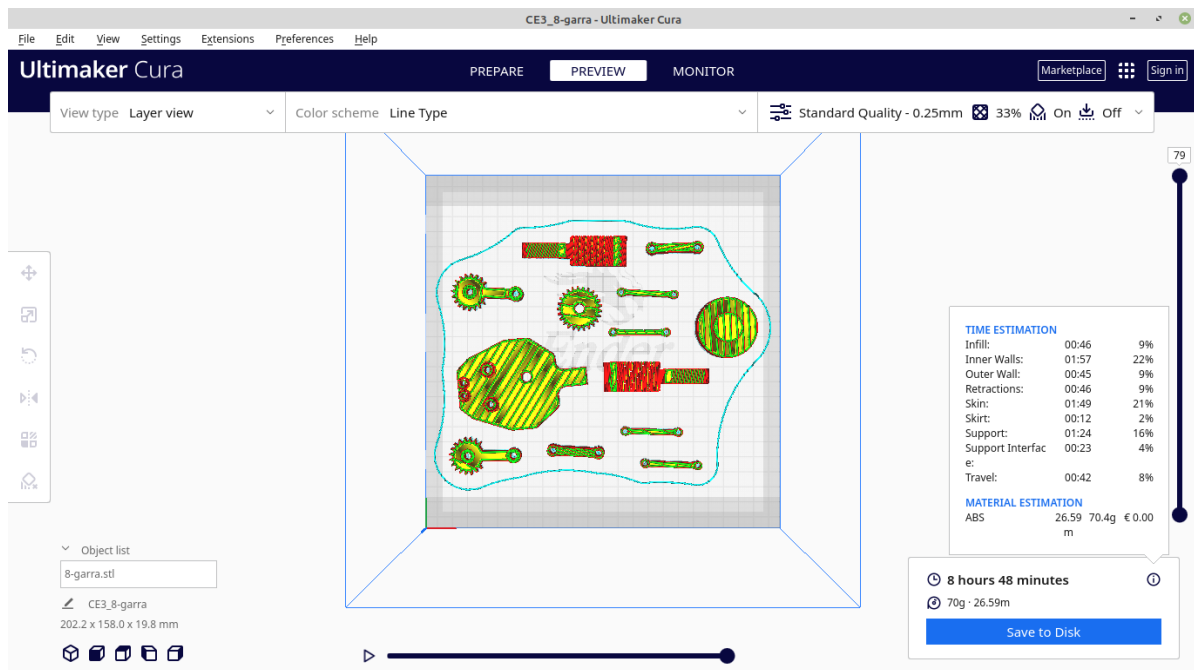 CE3_8-garra - Ultimaker Cura
File Edit View Settings Extensions Preferences Help
Ultimaker Cura
PREPARE PREVIEW MONITOR
Marketplace Sign in
View type Layer view Color scheme Line Type Standard Quality - 0.25mm 33% On Off
79
Ender
TIME ESTIMATION
Infill: 00:46 9%
Inner Walls: 01:57 22%
Outer Wall: 00:45 9%
Retractions: 00:46 9%
Skin: 01:49 21%
Skirt: 00:12 2%
Support: 01:24 16%
Support Interfac 00:23 4%
e:
Travel: 00:42 8%
MATERIAL ESTIMATION
ABS 26.59 70.4g € 0.00
m
Object list
8-garra.stl
CE3_8-garra
202.2 x 158.0 x 19.8 mm
8 hours 48 minutes
70g · 26.59m
Save to Disk